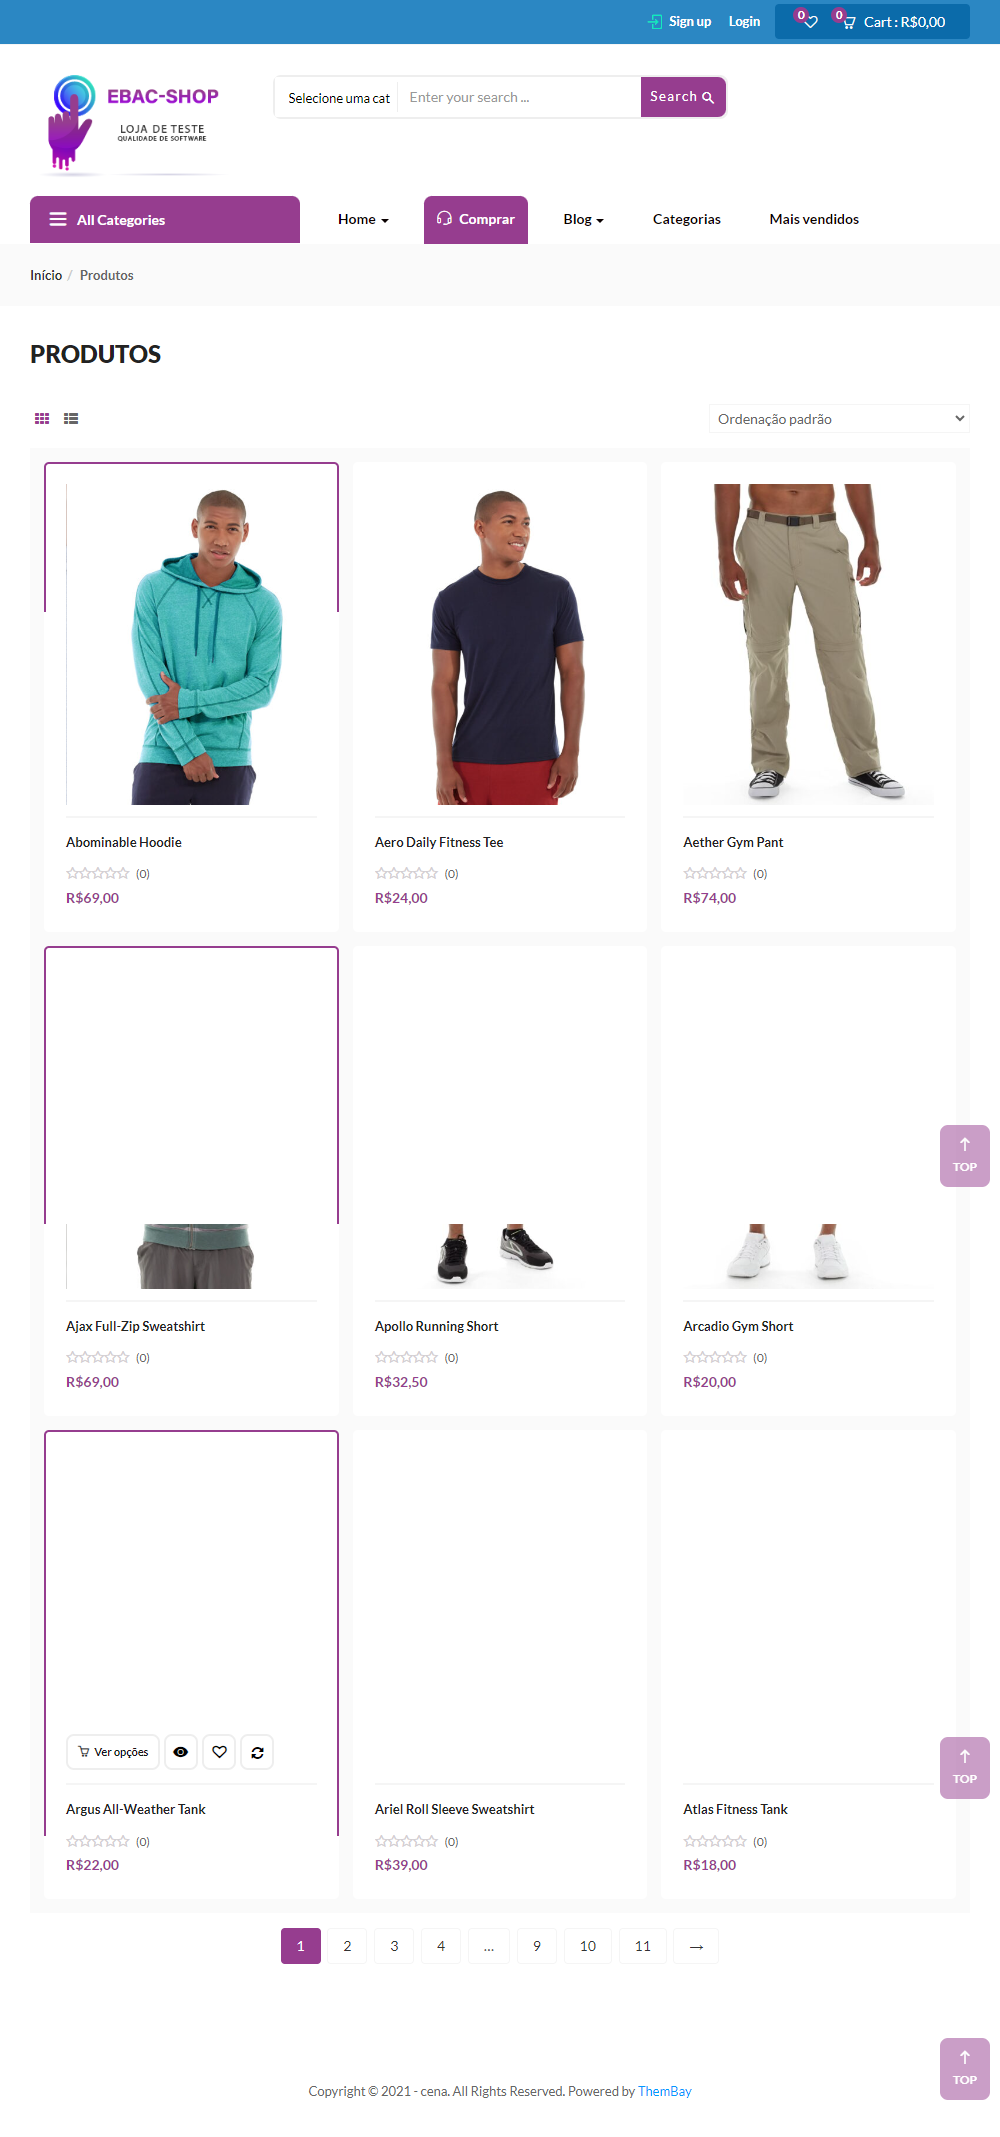 Sign up
Login
0
0
Cart : R$0,00
EBAC-SHOP
LOJA DE TESTE
QUALIDADE DE SOFTWARE
Selecione uma cat
Enter your search ...
Search
All Categories
Home
Comprar
Blog
Categorias
Mais vendidos
Início / Produtos
PRODUTOS
Ordenação padrão
Abominable Hoodie
Aero Daily Fitness Tee
Aether Gym Pant
(0)
(0)
(0)
R$69,00
R$24,00
R$74,00
TOP
Ajax Full-Zip Sweatshirt
Apollo Running Short
Arcadio Gym Short
(0)
(0)
(0)
R$69,00
R$32,50
R$20,00
Ver opções
TOP
Argus All-Weather Tank
Ariel Roll Sleeve Sweatshirt
Atlas Fitness Tank
(0)
(0)
(0)
R$22,00
R$39,00
R$18,00
1 2 3 4 ... 9 10 11 →
TOP
Copyright © 2021 - cena. All Rights Reserved. Powered by ThemBay